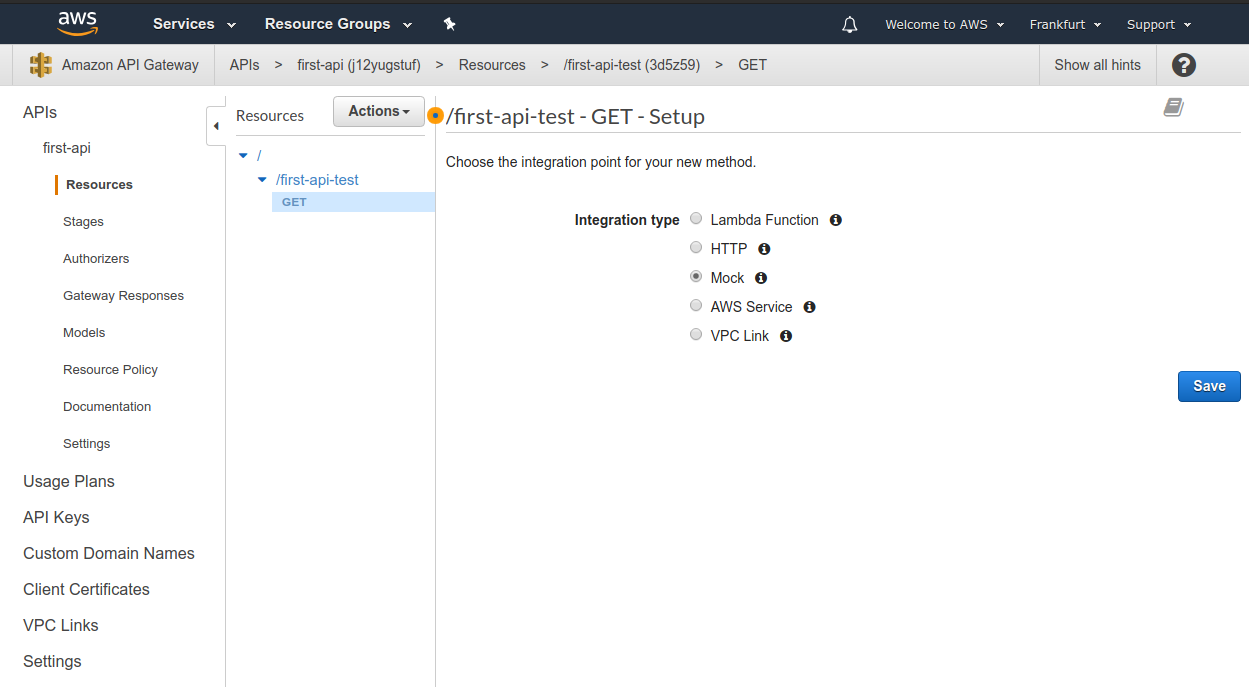 aws Services Resource Groups Welcome to AWS Frankfurt Support
Amazon API Gateway APIs > first-api (j12yugstuf) > Resources > /first-api-test (3d5z59) > GET Show all hints ?
APIs
first-api
Resources
Stages
Authorizers
Gateway Responses
Models
Resource Policy
Documentation
Settings
Usage Plans
API Keys
Custom Domain Names
Client Certificates
VPC Links
Settings
Resources Actions
/
/first-api-test
GET
/first-api-test - GET - Setup
Choose the integration point for your new method.
Integration type Lambda Function
HTTP
Mock
AWS Service
VPC Link
Save